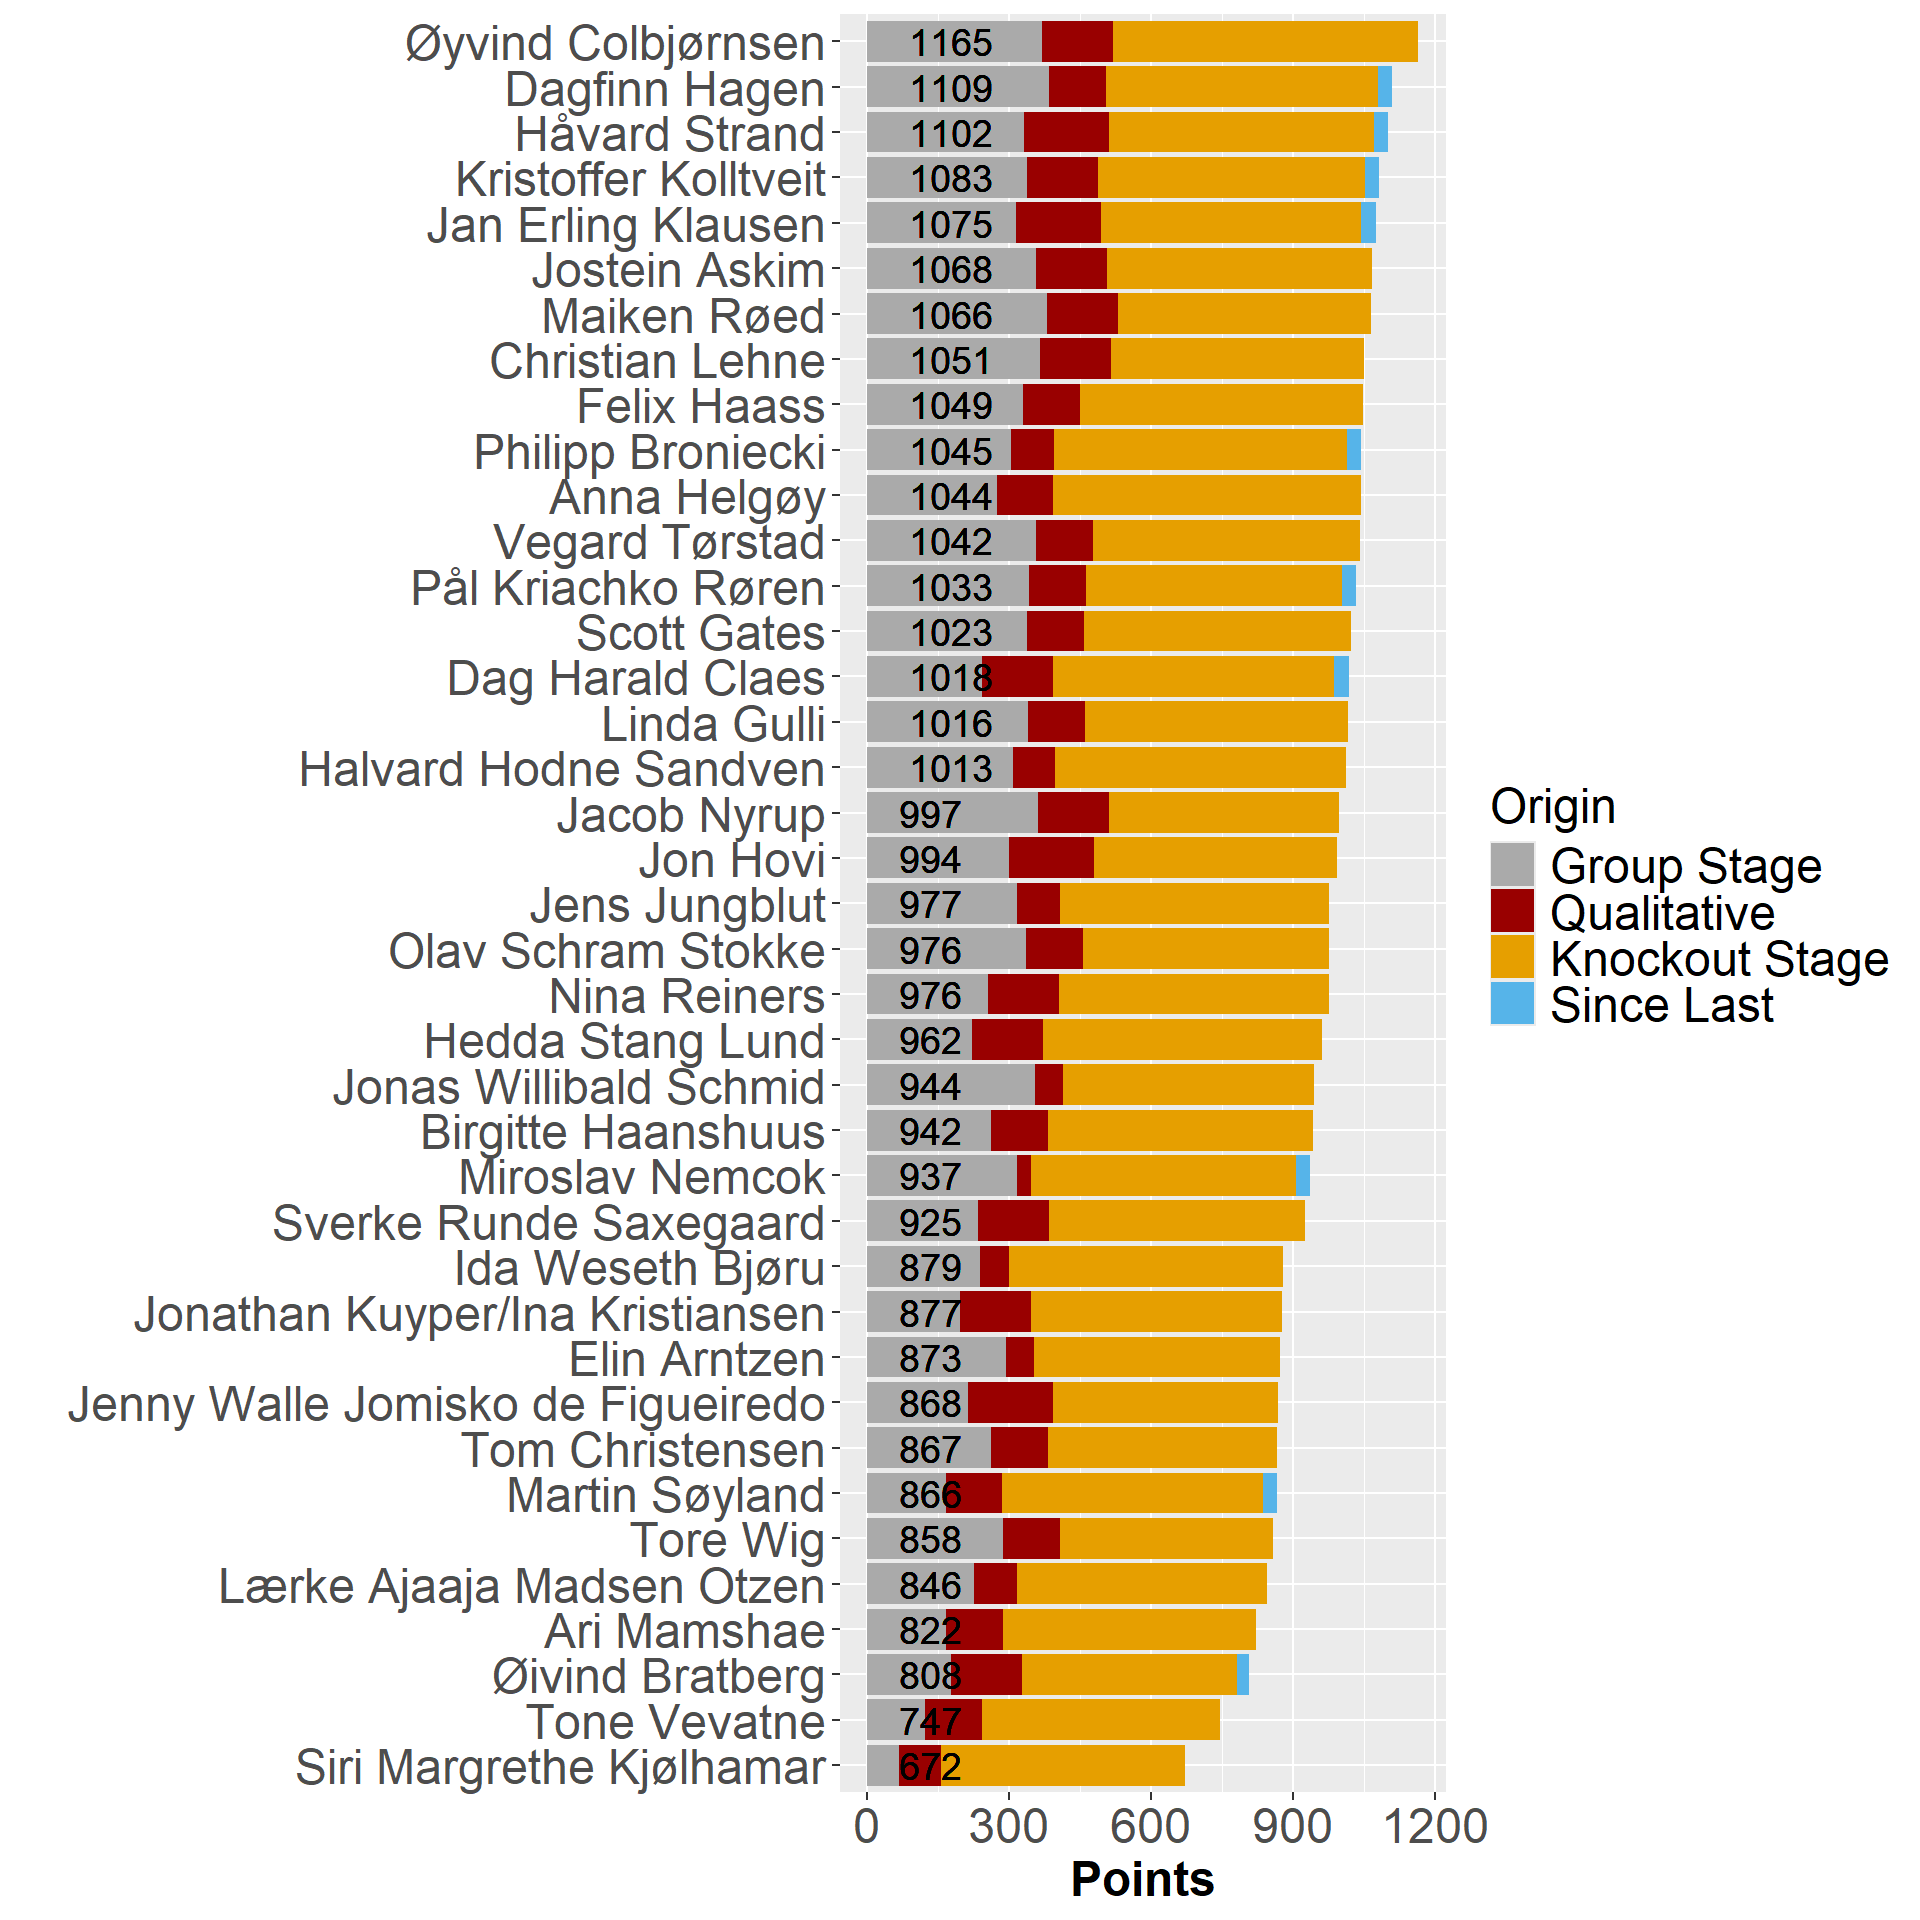 Øyvind Colbjørnsen 1165
Dagfinn Hagen 1109
Håvard Strand 1102
Kristoffer Kolltveit 1083
Jan Erling Klausen 1075
Jostein Askim 1068
Maiken Røed 1066
Christian Lehne 1051
Felix Haass 1049
Philipp Broniecki 1045
Anna Helgøy 1044
Vegard Tørstad 1042
Pål Kriachko Røren 1033
Scott Gates 1023
Dag Harald Claes 1018
Linda Gulli 1016
Halvard Hodne Sandven 1013
Jacob Nyrup 997
Jon Hovi 994
Jens Jungblut 977
Olav Schram Stokke 976
Nina Reiners 976
Hedda Stang Lund 962
Jonas Willibald Schmid 944
Birgitte Haanshuus 942
Miroslav Nemcok 937
Sverke Runde Saxegaard 925
Ida Weseth Bjøru 879
Jonathan Kuyper/Ina Kristiansen 877
Elin Arntzen 873
Jenny Walle Jomisko de Figueiredo 868
Tom Christensen 867
Martin Søyland 866
Tore Wig 858
Lærke Ajaaja Madsen Otzen 846
Ari Mamshae 822
Øivind Bratberg 808
Tone Vevatne 747
Siri Margrethe Kjølhamar 672
0 300 600 900 1200
Points
Origin
Group Stage
Qualitative
Knockout Stage
Since Last